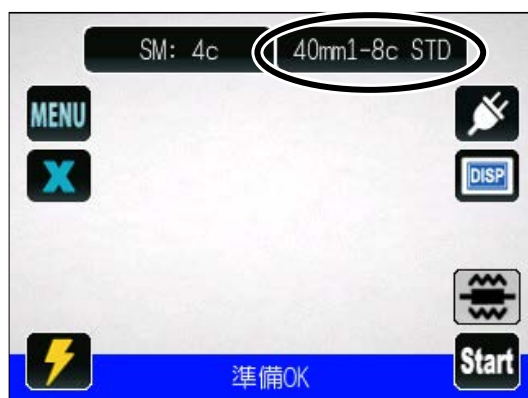 SM: 4c
40mm1-8c STD
MENU
X
DISP
Start
準備OK